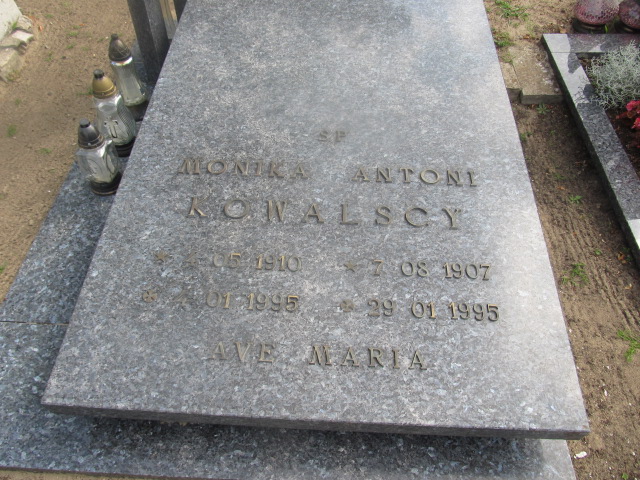 SP
MONIKA ANTONI
KOWALSCY
05 1910 * 7 08 1907
01 1995 * 29 01 1995
AVE MARIA